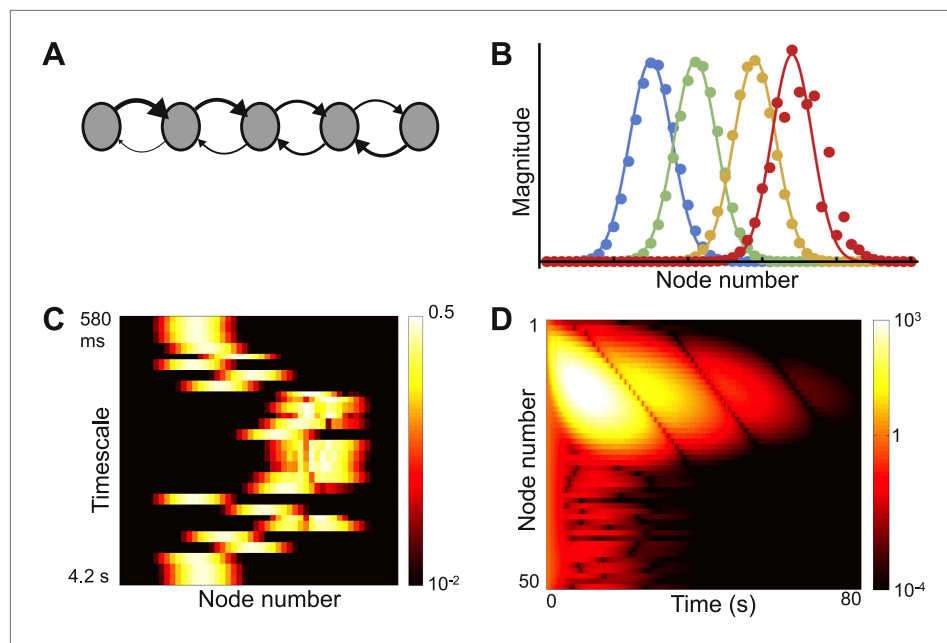 A
B
Magnitude
Node number
C
580
ms
Timescale
4.2 s
Node number
0.5
10-2
D
1
Node number
50
0
Time (s)
80
10³
1
10-4